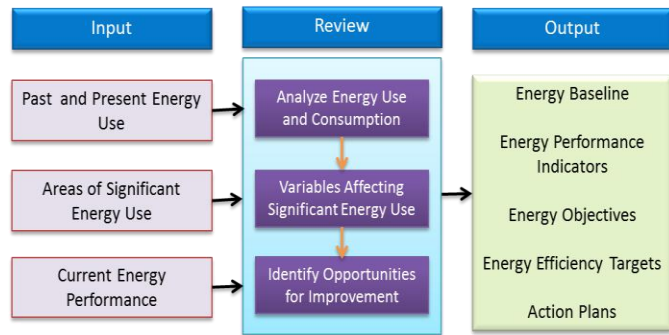 Input
Review
Output
Past and Present Energy
Use
Areas of Significant
Energy Use
Current Energy
Performance
Analyze Energy Use
and Consumption
Variables Affecting
Significant Energy Use
Identify Opportunities
for Improvement
Energy Baseline
Energy Performance
Indicators
Energy Objectives
Energy Efficiency Targets
Action Plans